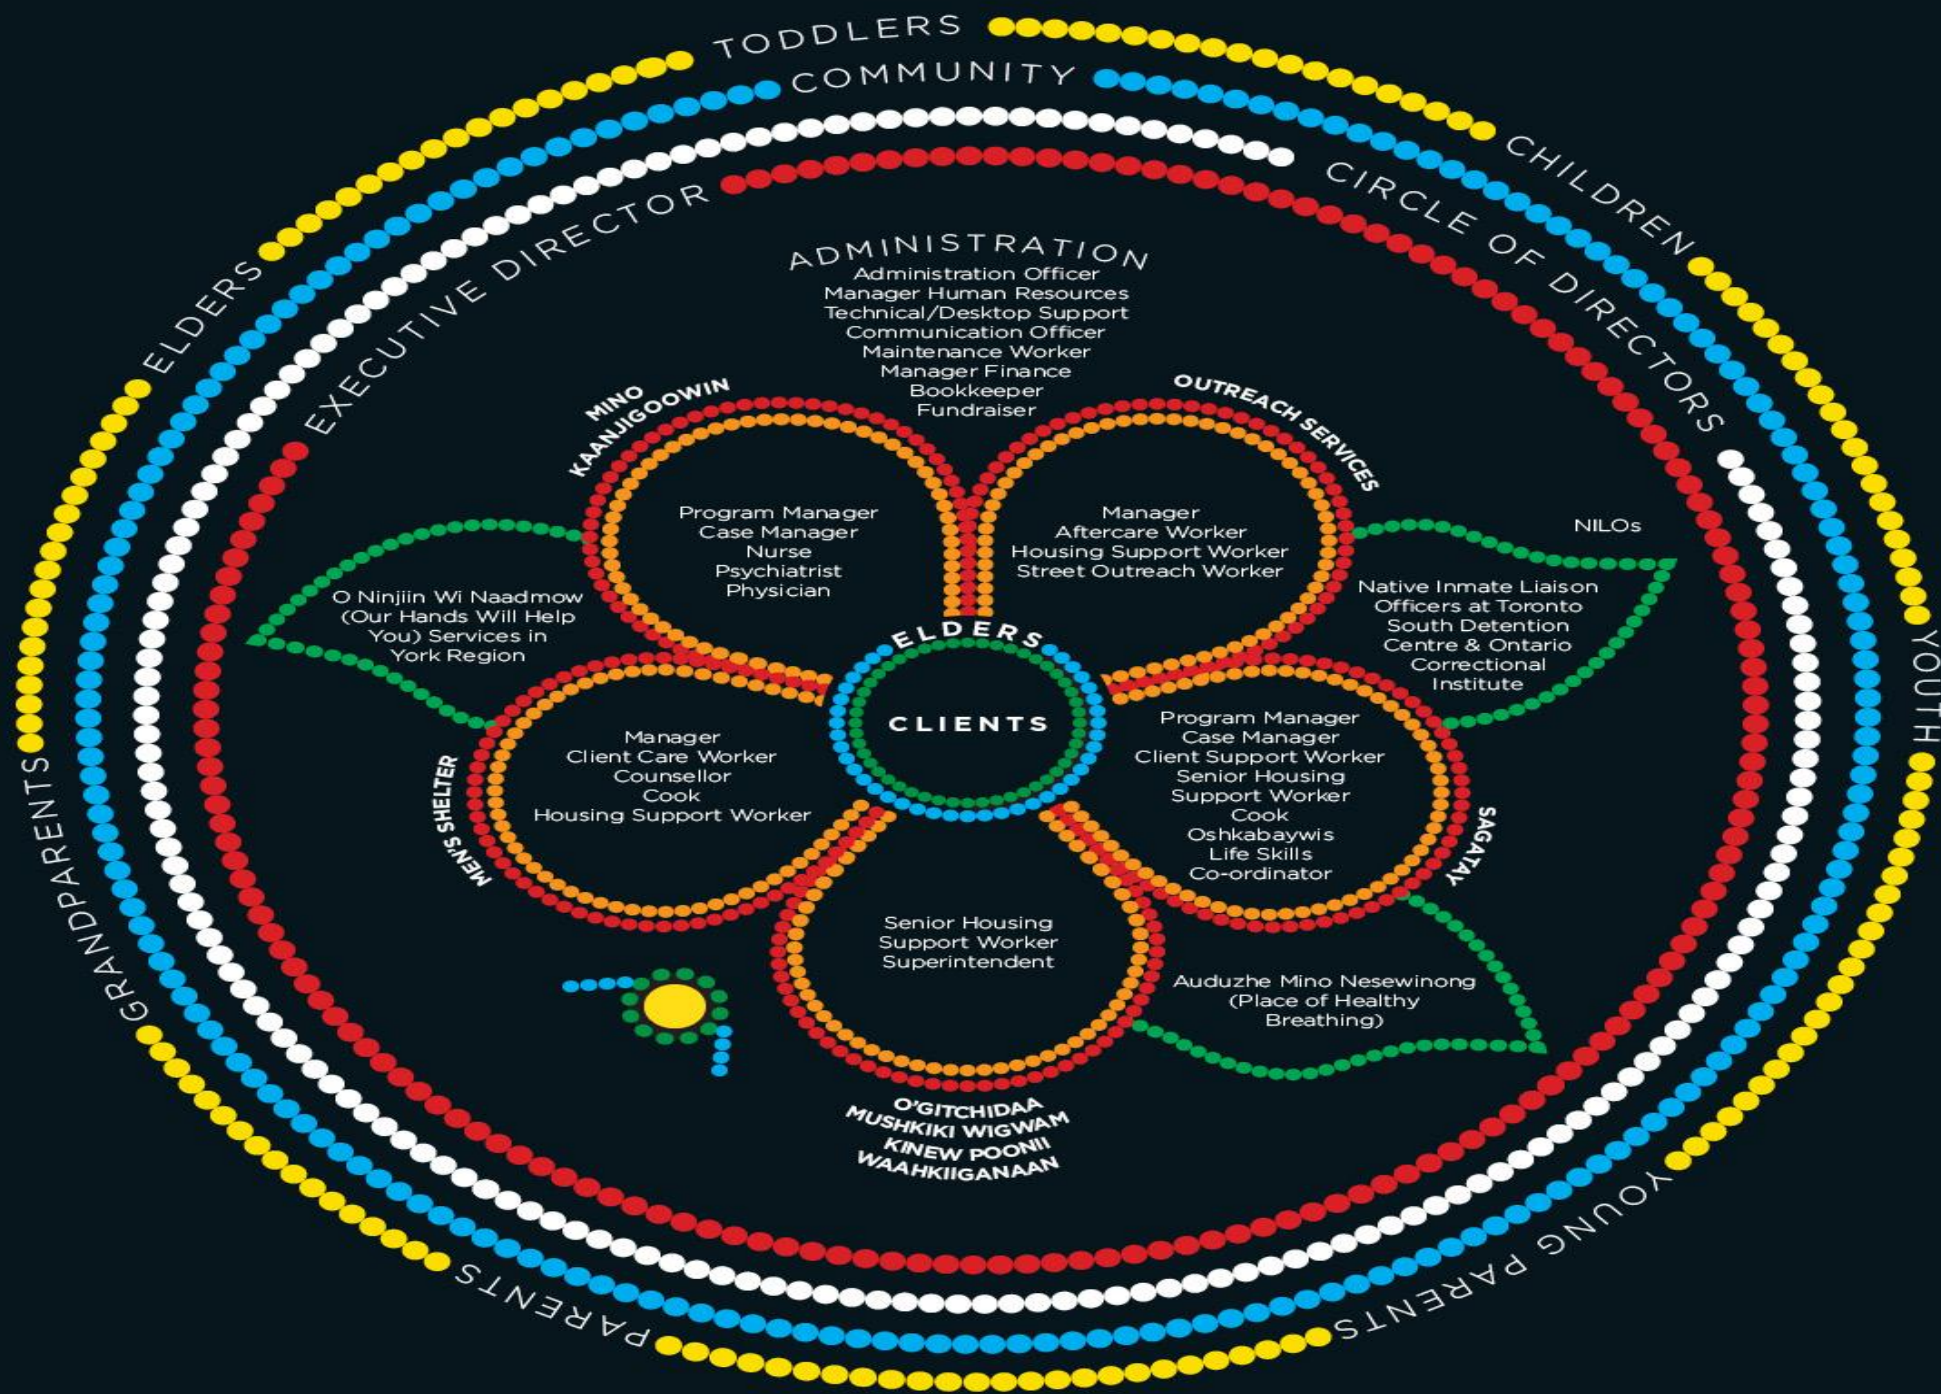 TODDLERS
COMMUNITY
CHILDREN
CIRCLE OF DIRECTORS
EXECUTIVE DIRECTOR
ELDERS
YOUTH
GRANDPARENTS
YOUNG PARENTS
PARENTS
ADMINISTRATION
Administration Officer
Manager Human Resources
Technical/Desktop Support
Communication Officer
Maintenance Worker
Manager Finance
Bookkeeper
Fundraiser
MINO
KAANJIGOOWIN
Program Manager
Case Manager
Nurse
Psychiatrist
Physician
OUTREACH SERVICES
Manager
Aftercare Worker
Housing Support Worker
Street Outreach Worker
NILOs
Native Inmate Liaison
Officers at Toronto
South Detention
Centre & Ontario
Correctional
Institute
O Ninjiin Wi Naadmow
(Our Hands Will Help
You) Services in
York Region
ELDERS
CLIENTS
MEN'S SHELTER
Manager
Client Care Worker
Counsellor
Cook
Housing Support Worker
SAGATAY
Program Manager
Case Manager
Client Support Worker
Senior Housing
Support Worker
Cook
Oshkabaywis
Life Skills
Co-ordinator
Senior Housing
Support Worker
Superintendent
Auduzhe Mino Nesewinong
(Place of Healthy
Breathing)
O'GITCHIDAA
MUSHKIKI WIGWAM
KINEW POONII
WAAHKIIGANAAN